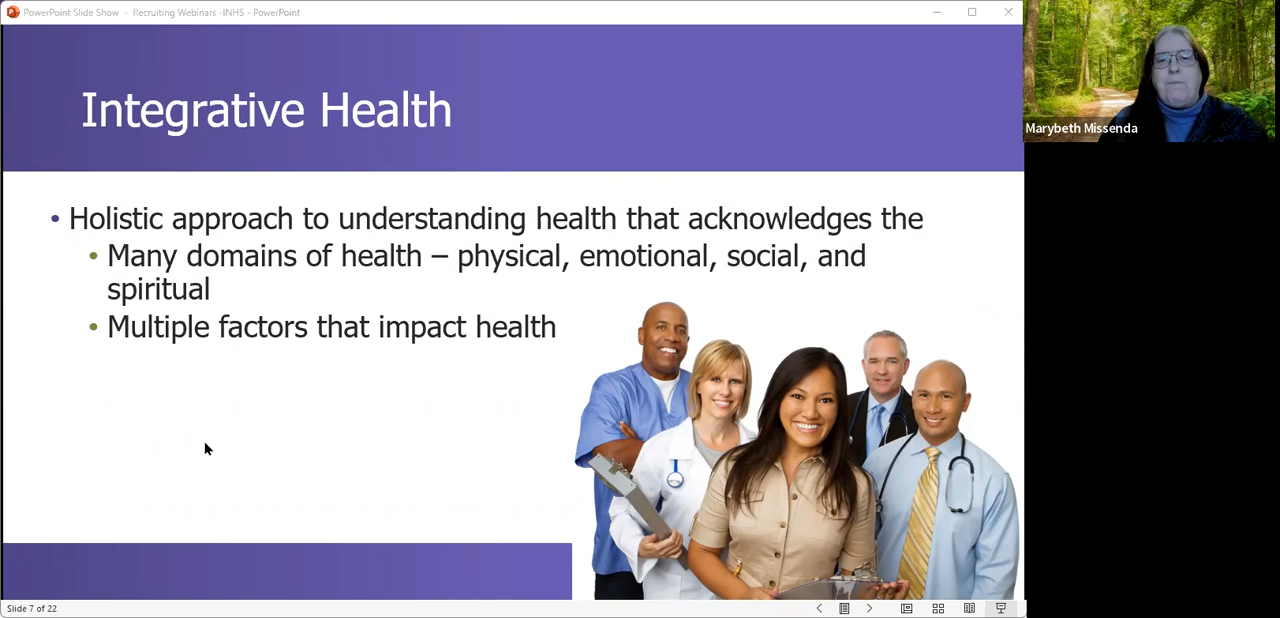 PowerPoint Slide Show - Recruiting Webinars -INHS - PowerPoint
Integrative Health
Marybeth Missenda
• Holistic approach to understanding health that acknowledges the
• Many domains of health – physical, emotional, social, and
spiritual
• Multiple factors that impact health
Slide 7 of 22